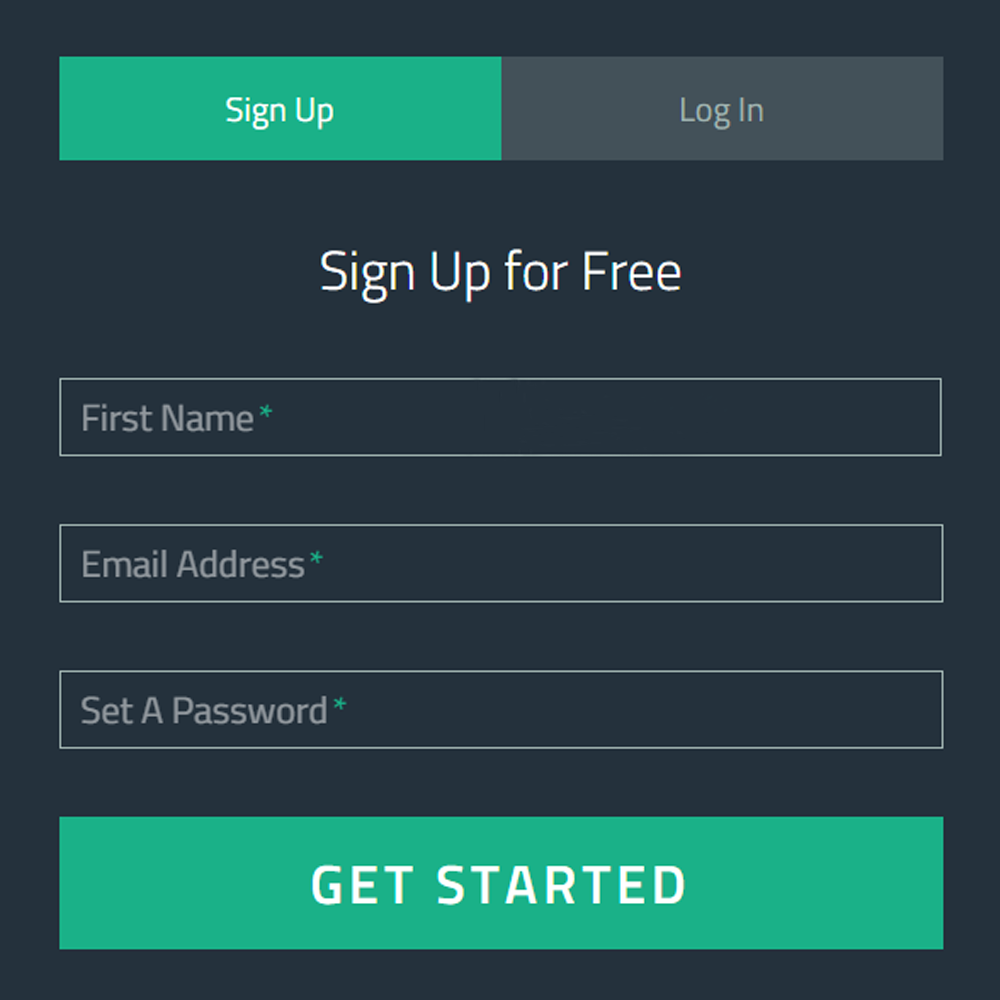 Sign Up
Log In
Sign Up for Free
First Name*
Email Address*
Set A Password*
GET STARTED